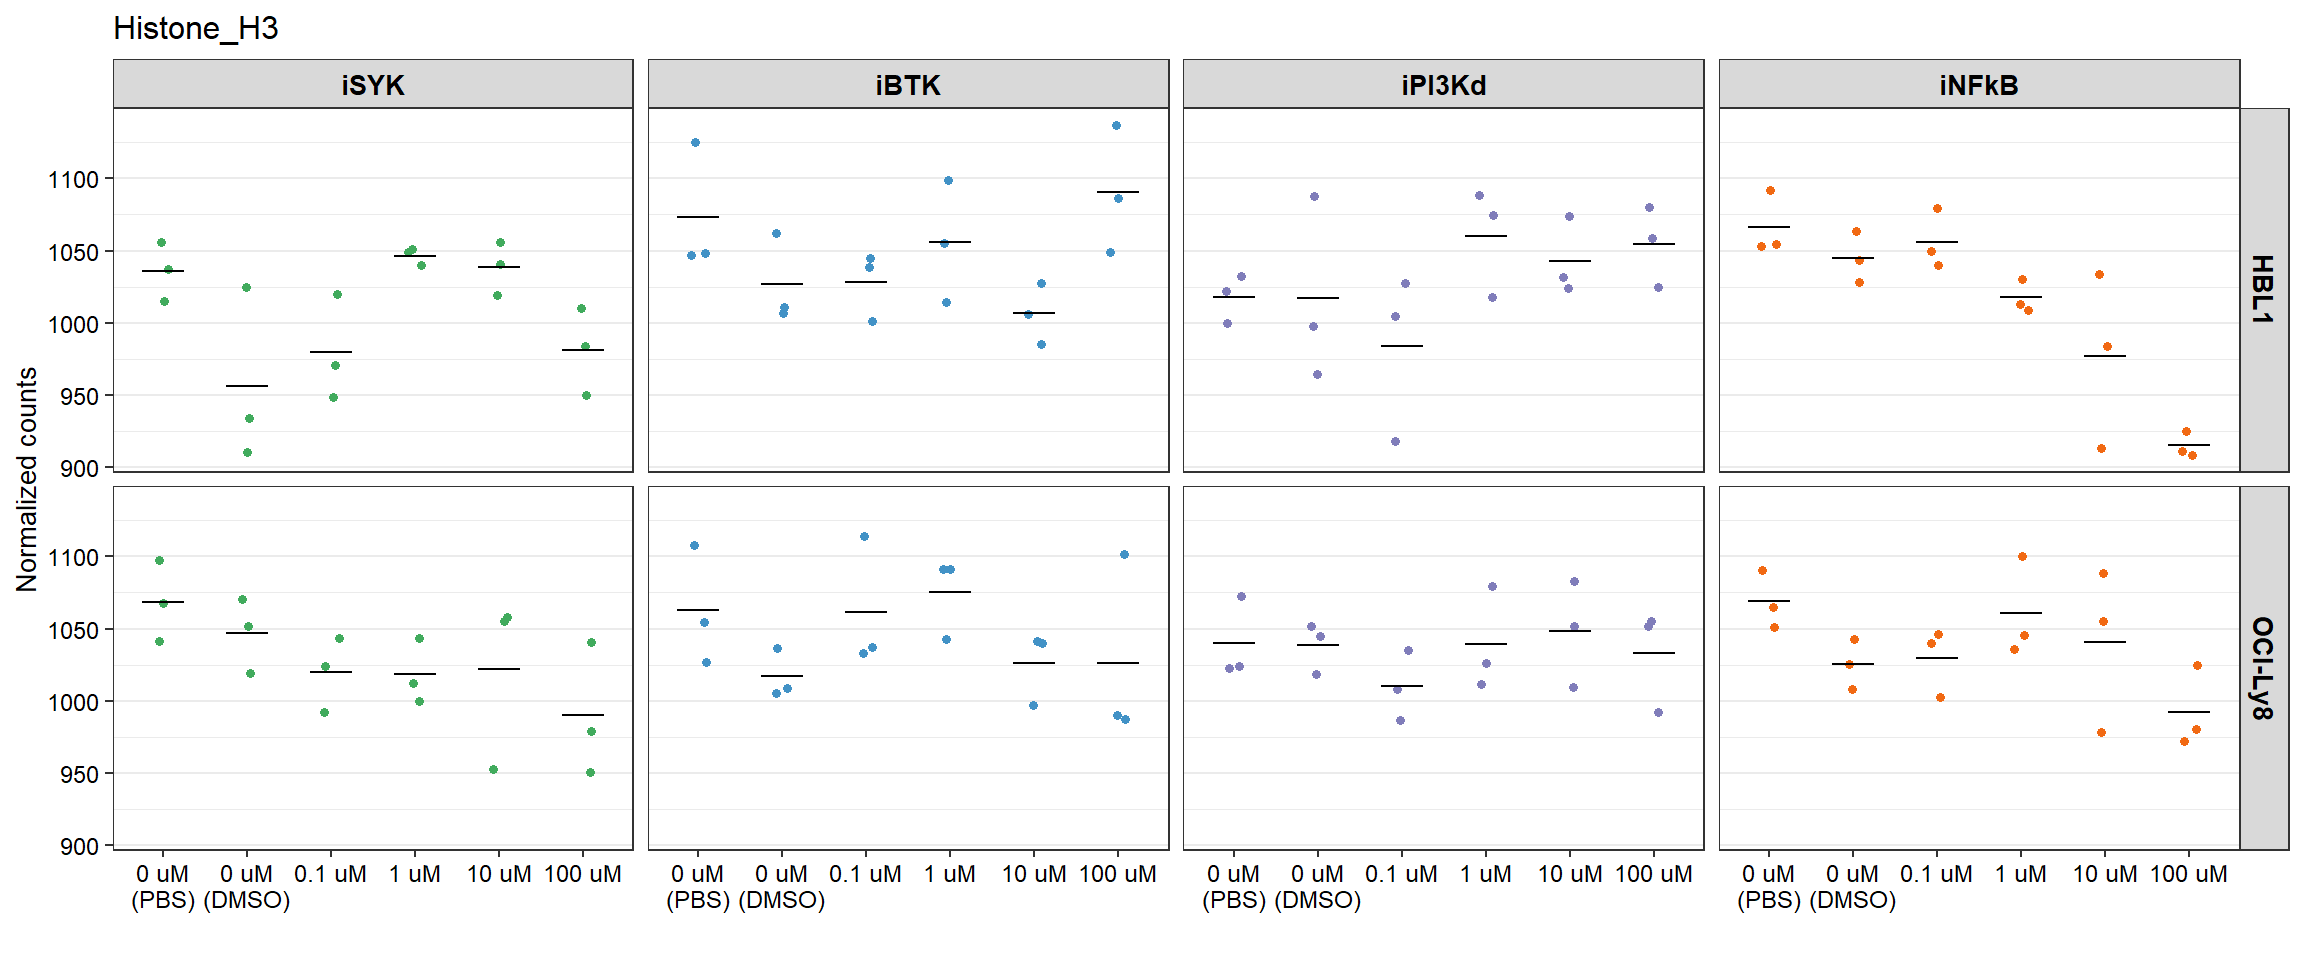 Histone_H3
iSYK
iBTK
iPI3Kd
iNFkB
Normalized counts
1100
1050
1000
950
900
HBL1
1100
1050
1000
950
900
OCI-Ly8
0 uM (PBS) 0 uM (DMSO) 0.1 uM 1 uM 10 uM 100 uM
0 uM (PBS) 0 uM (DMSO) 0.1 uM 1 uM 10 uM 100 uM
0 uM (PBS) 0 uM (DMSO) 0.1 uM 1 uM 10 uM 100 uM
0 uM (PBS) 0 uM (DMSO) 0.1 uM 1 uM 10 uM 100 uM